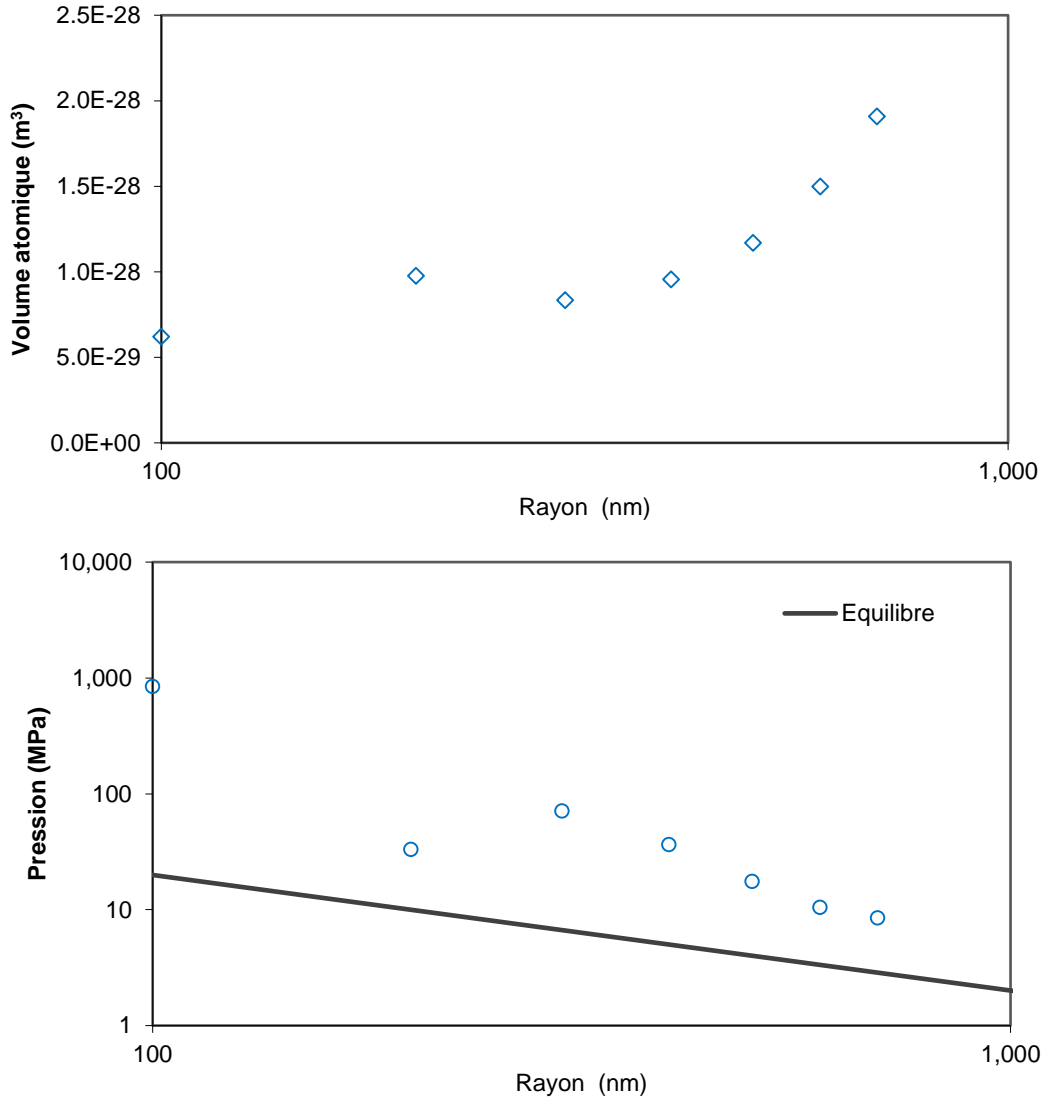 2.5E-28
2.0E-28
1.5E-28
1.0E-28
5.0E-29
0.0E+00
Volume atomique (m³)
100
1,000
Rayon (nm)
10,000
1,000
100
10
1
Pression (MPa)
Equilibre
100
1,000
Rayon (nm)